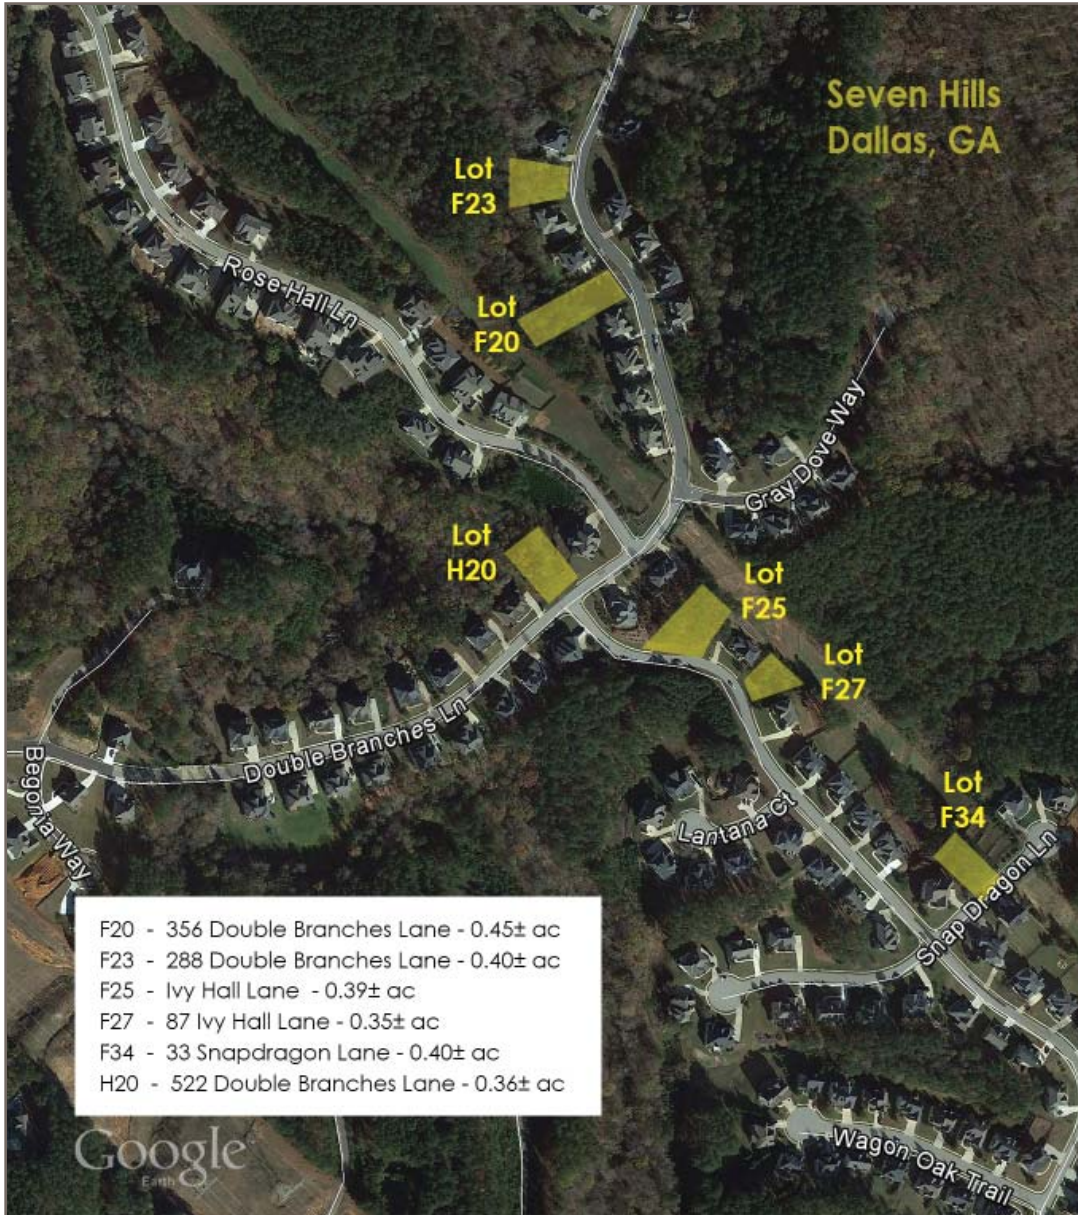 Seven Hills
Dallas, GA
Lot
F23
Rose Hall Ln
Lot
F20
Gray Dove Way
Lot
H20
Lot
F25
Lot
F27
Double Branches Ln
Begonia Way
Lantana Ct
Lot
F34
Snap Dragon Ln
F20 - 356 Double Branches Lane - 0.45± ac
F23 - 288 Double Branches Lane - 0.40± ac
F25 - Ivy Hall Lane - 0.39± ac
F27 - 87 Ivy Hall Lane - 0.35± ac
F34 - 33 Snapdragon Lane - 0.40± ac
H20 - 522 Double Branches Lane - 0.36± ac
Wagon Oak Trail
Google
Earth